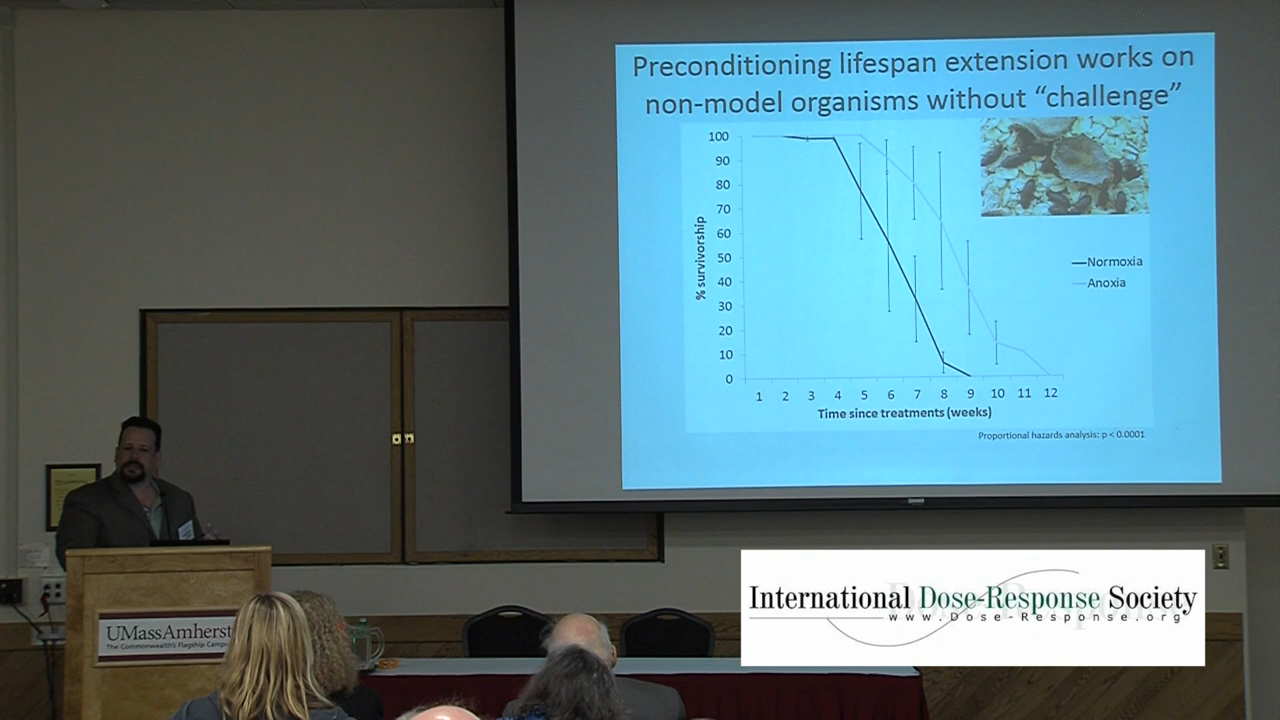 Preconditioning lifespan extension works on
non-model organisms without “challenge”
% survivorship
100
90
80
70
60
50
40
30
20
10
0
1 2 3 4 5 6 7 8 9 10 11 12
Time since treatments (weeks)
Normoxia
Anoxia
Proportional hazards analysis: p < 0.0001
UMassAmherst
The Commonwealth's Flagship Campus
International Dose-Response Society
www.Dose-Response.org